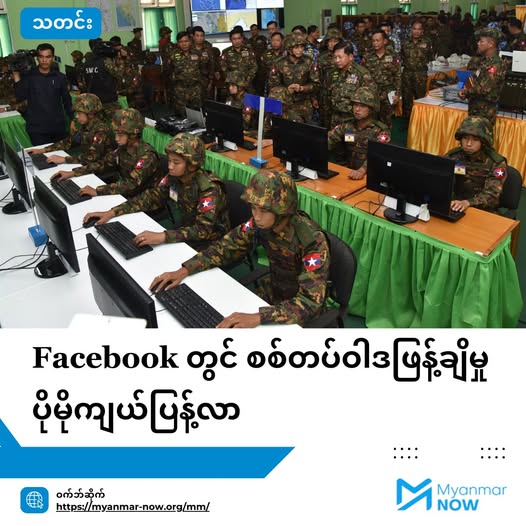 သတင်း
Facebook တွင် စစ်တပ်ဝါဒဖြန့်ချိမှု
ပိုမိုကျယ်ပြန့်လာ
ဝက်ဘ်ဆိုက်
https://myanmar-now.org/mm/
Myanmar
NOW